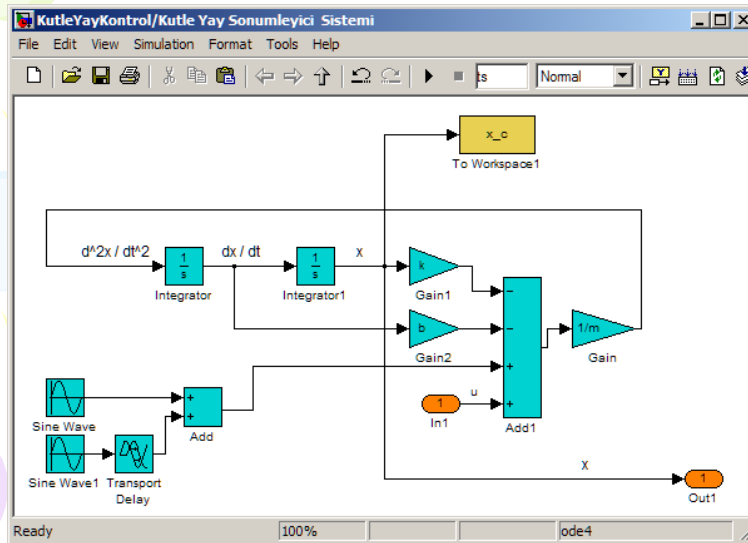 KutleYayKontrol/Kutle Yay Sonumleyici Sistemi
File Edit View Simulation Format Tools Help
ts Normal
x_c
To Workspace1
d^2x / dt^2 dx / dt x
1
s
Integrator
1
s
Integrator1
k
Gain1
b
Gain2
1/m
Gain
Sine Wave
Sine Wave1
Transport
Delay
+
+
Add
−
−
+
+
Add1
u
1
In1
X
1
Out1
Ready 100% ode4